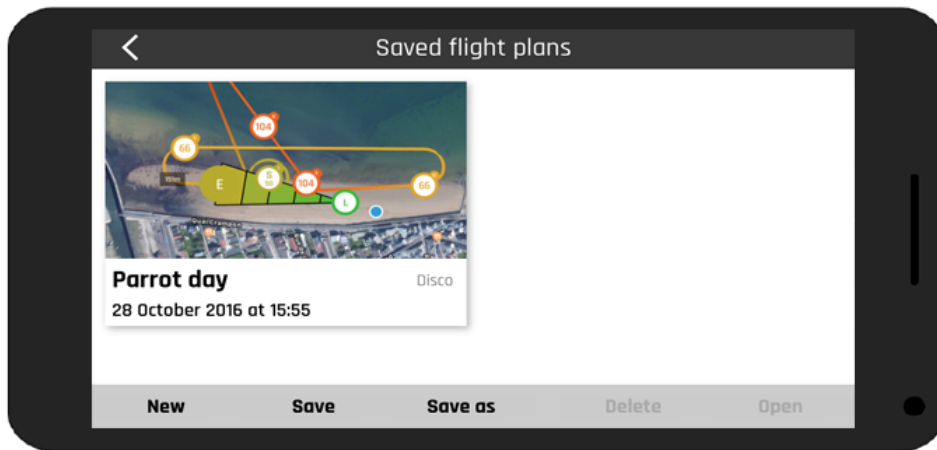 Saved flight plans
104
66
E
S
50
104
66
L
Parrot day
Disco
28 October 2016 at 15:55
New
Save
Save as
Delete
Open